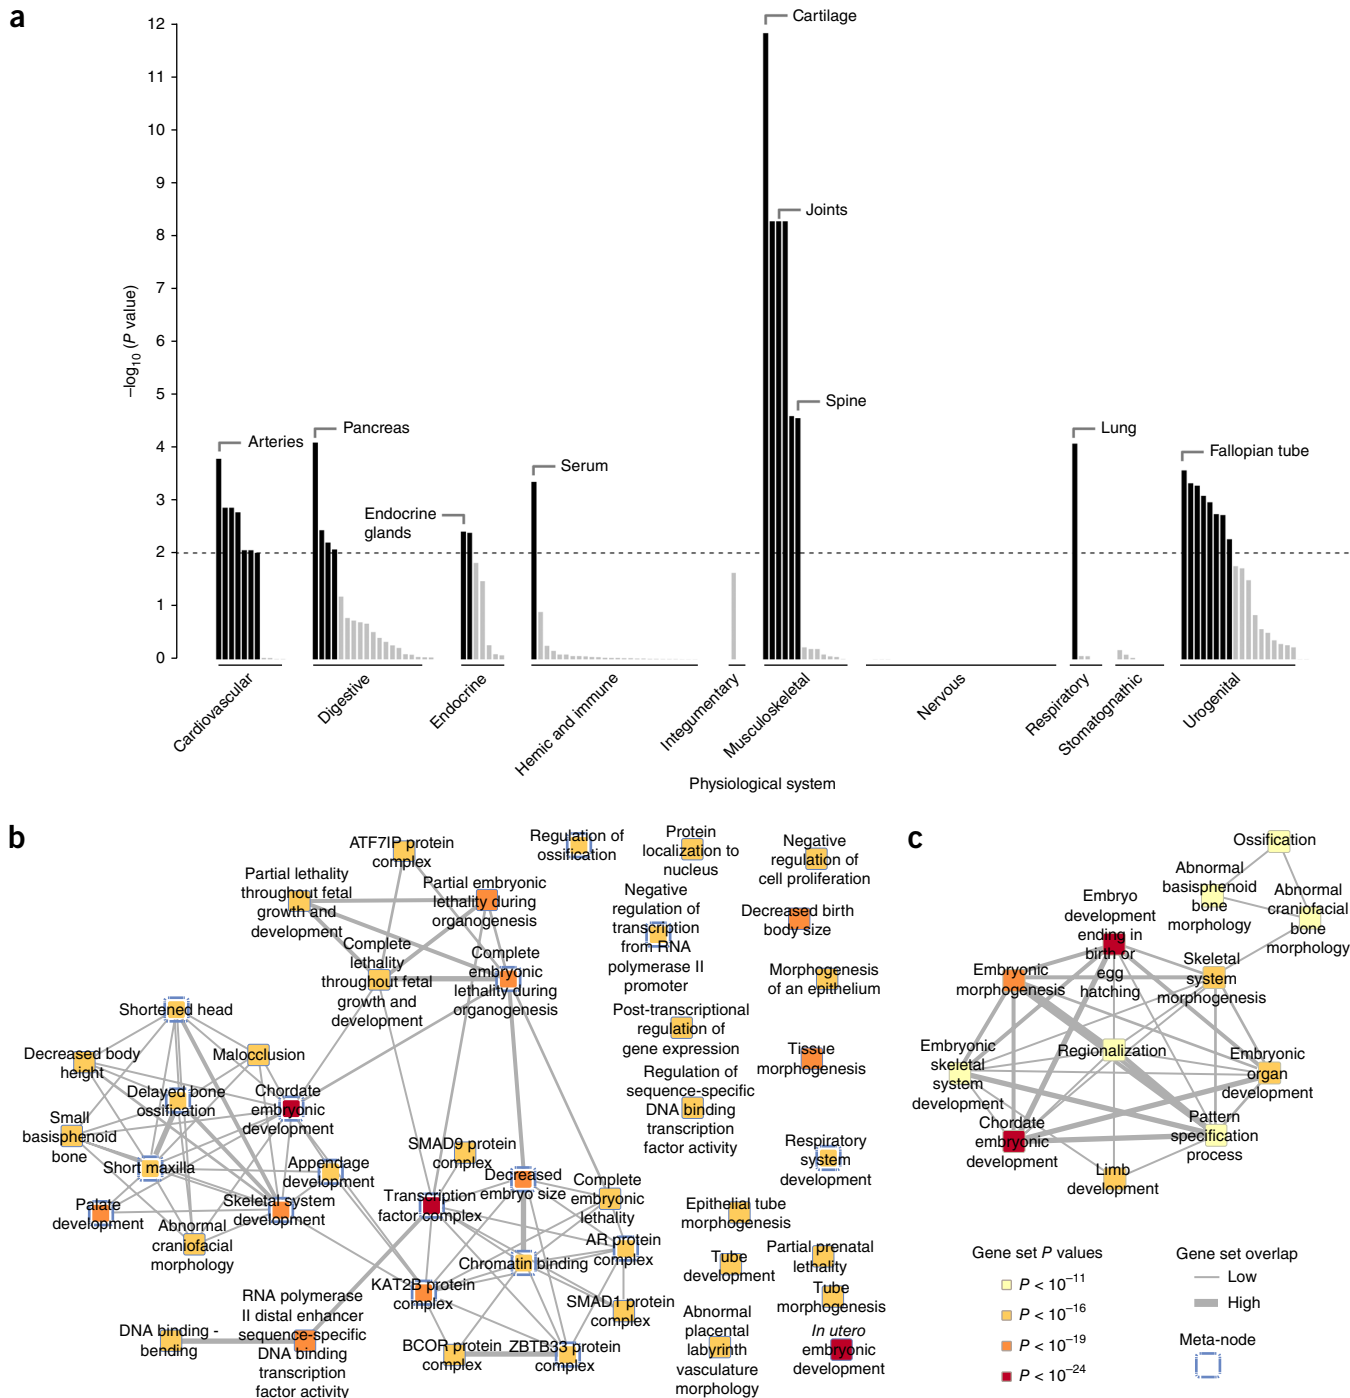 a
12
11
10
9
8
7
6
5
4
3
2
1
0
–log10 (P value)
Cartilage
Joints
Spine
Arteries
Pancreas
Endocrine
glands
Serum
Lung
Fallopian tube
Cardiovascular
Digestive
Endocrine
Hemic and immune
Integumentary
Musculoskeletal
Nervous
Respiratory
Stomatognathic
Urogenital
Physiological system
b
ATF7IP protein
complex
Partial lethality
throughout fetal
growth and
development
Partial embryonic
lethality during
organogenesis
Complete
lethality
throughout fetal
growth and
development
Complete
embryonic
lethality during
organogenesis
Shortened head
Decreased body
height
Malocclusion
Delayed bone
ossification
Chordate
embryonic
development
Small
basisphenoid
bone
Short maxilla
Appendage
development
Palate
development
Skeletal system
development
Abnormal
craniofacial
morphology
SMAD9 protein
complex
Transcription
factor complex
Decreased
embryo size
Complete
embryonic
lethality
AR protein
complex
Chromatin binding
KAT2B protein
complex
SMAD1 protein
complex
RNA polymerase
II distal enhancer
sequence-specific
DNA binding
transcription
factor activity
DNA binding -
bending
BCOR protein
complex
ZBTB33 protein
complex
Regulation of
ossification
Protein
localization to
nucleus
Negative
regulation of
cell proliferation
Negative
regulation of
transcription
from RNA
polymerase II
promoter
Decreased birth
body size
Morphogenesis
of an epithelium
Post-transcriptional
regulation of
gene expression
Tissue
morphogenesis
Regulation of
sequence-specific
DNA binding
transcription
factor activity
Respiratory
system
development
Epithelial tube
morphogenesis
Tube
development
Partial prenatal
lethality
Tube
morphogenesis
Abnormal
placental
labyrinth
vasculature
morphology
In utero
embryonic
development
c
Ossification
Abnormal
basisphenoid
bone
morphology
Abnormal
craniofacial
bone
morphology
Embryo
development
ending in
birth or
egg
hatching
Embryonic
morphogenesis
Skeletal
system
morphogenesis
Embryonic
skeletal
system
development
Regionalization
Embryonic
organ
development
Chordate
embryonic
development
Pattern
specification
process
Limb
development
Gene set P values
P < 10−11
P < 10−16
P < 10−19
P < 10−24
Gene set overlap
Low
High
Meta-node